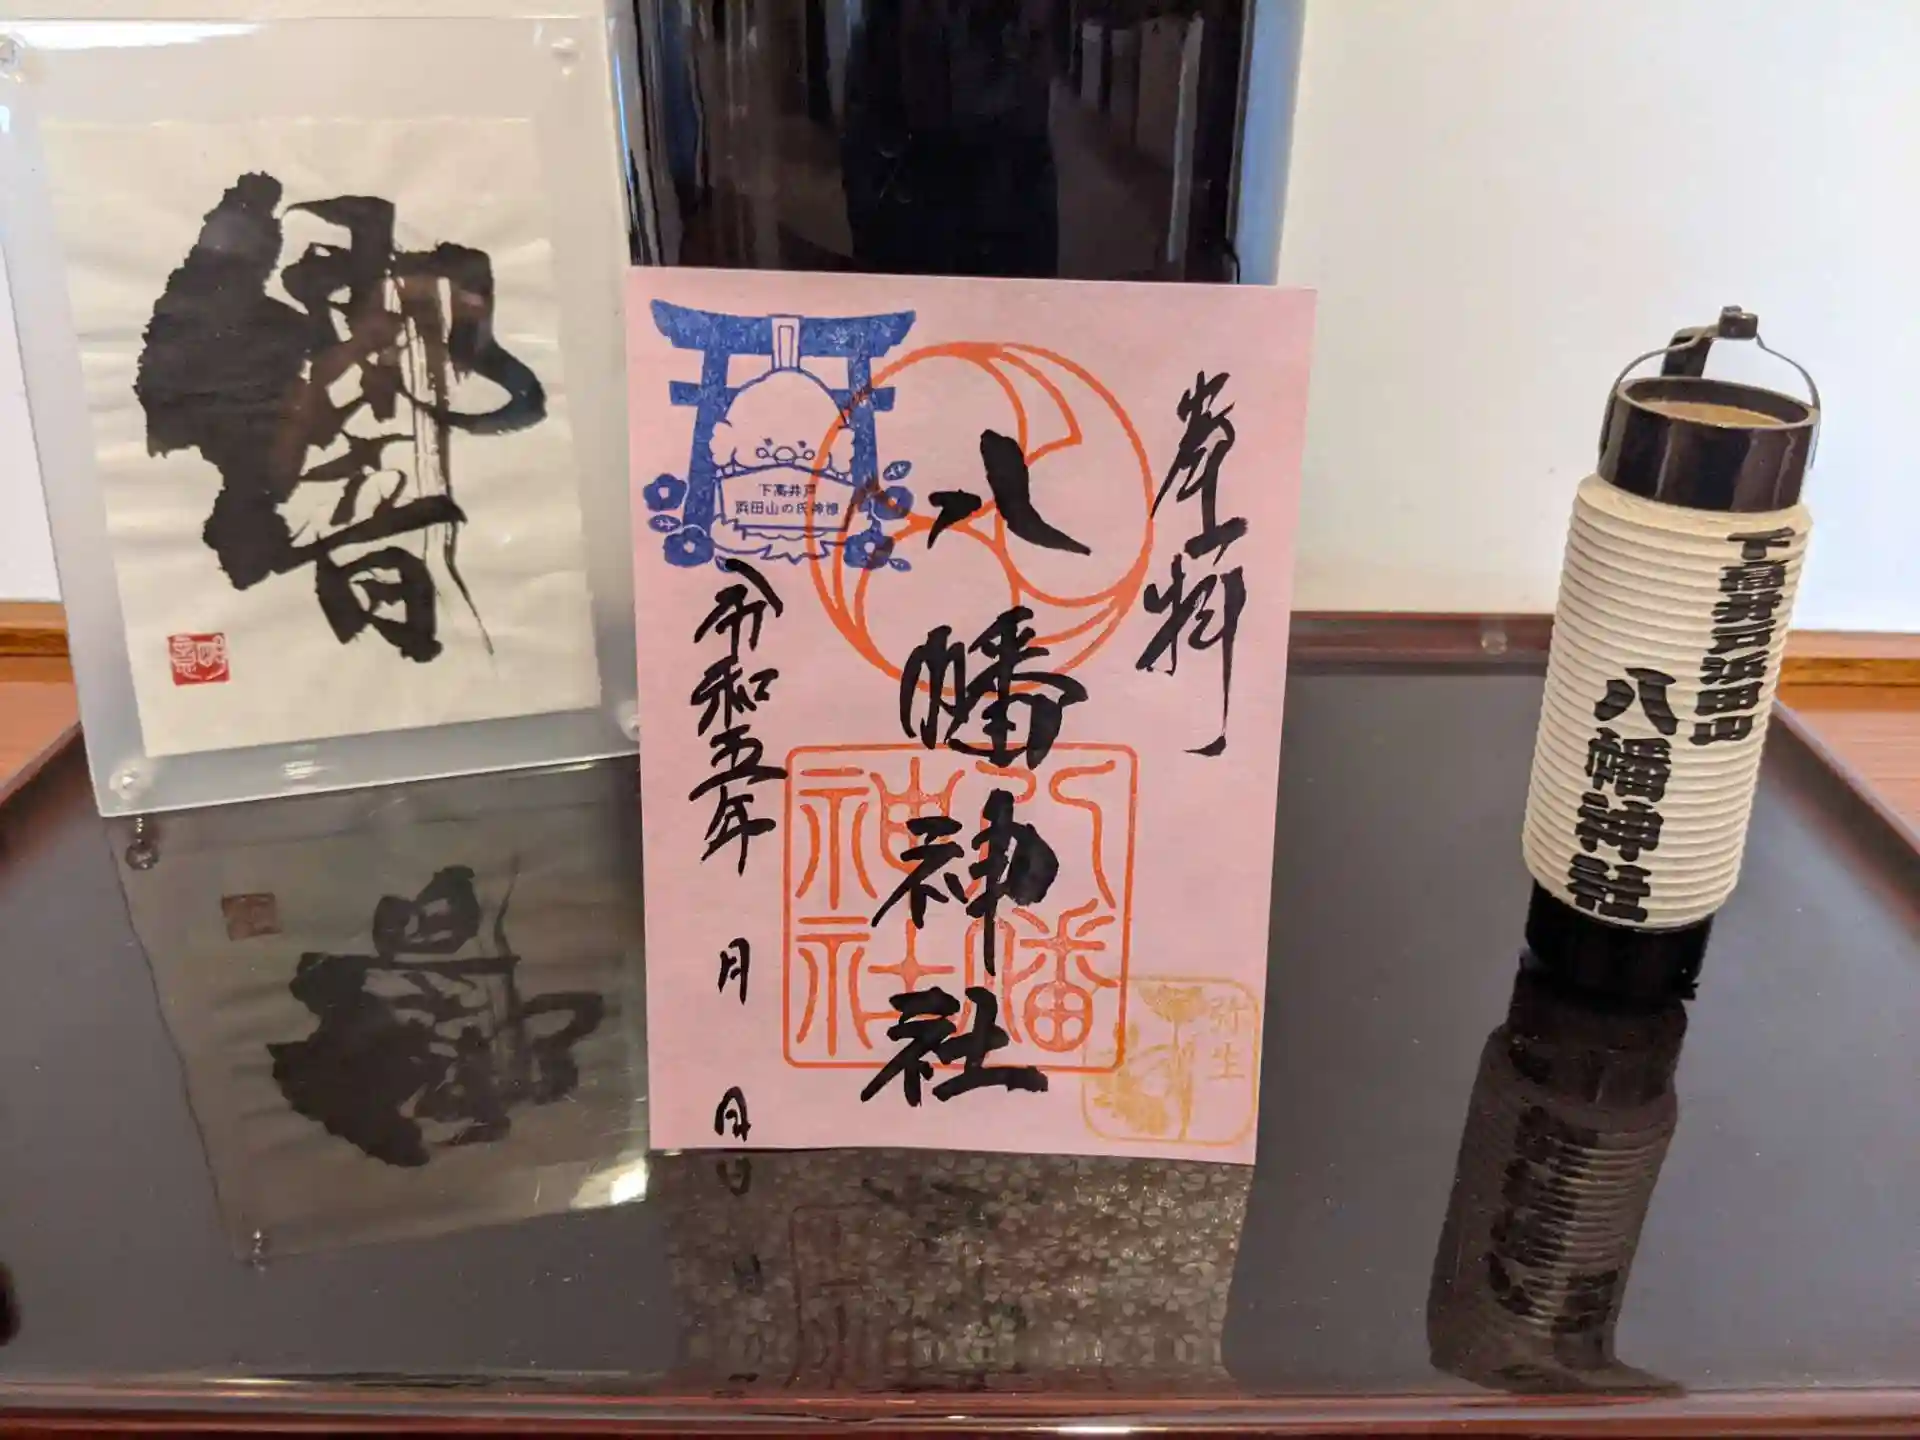 響
下高井戸
浜田山の氏神様
奉拝
八幡神社
令和五年 月 日
八幡
神社
弥生
下高井戸浜田山
八幡神社